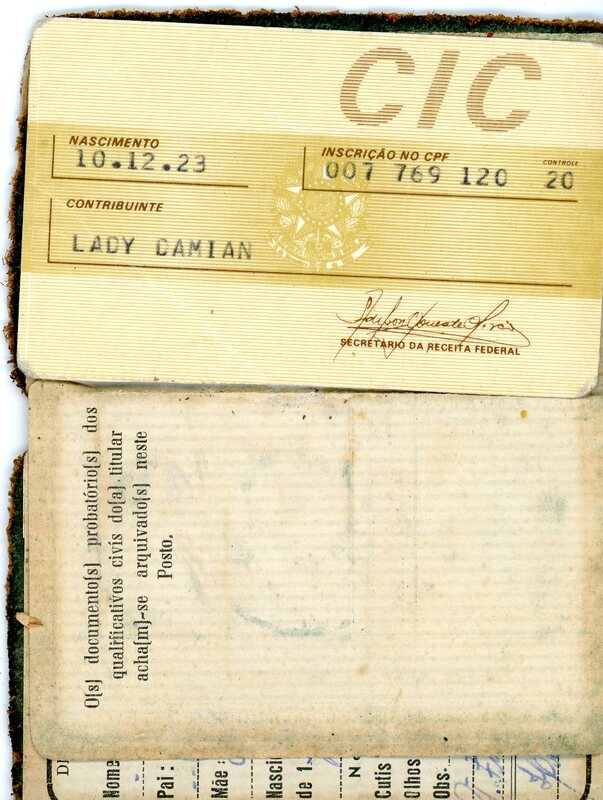 CIC
NASCIMENTO
10.12.23
INSCRIÇÃO NO CPF
007 769 120
CONTROLE
20
CONTRIBUINTE
LADY DAMIAN
SECRETÁRIO DA RECEITA FEDERAL
O(s) documento(s) probatório(s) dos
qualificativos civís do(a) titular
acha(m)-se arquivado(s) neste
Posto.
Nome
Pai:
Mãe:
Nasci
de 1
Cutis
Olhos
Obs.